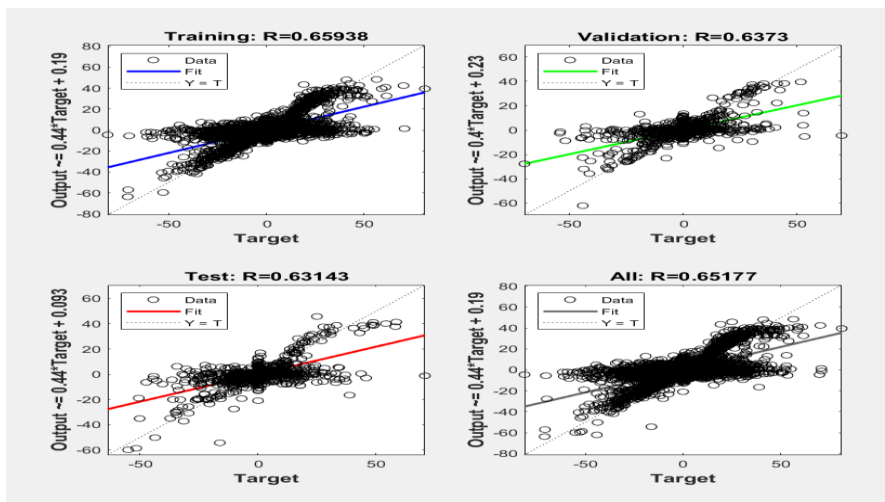 Training: R=0.65938
Output ~= 0.44*Target + 0.19
80
60
40
20
0
-20
-40
-60
-80
Data
Fit
Y = T
-50
0
50
Target
Validation: R=0.6373
Output ~= 0.4*Target + 0.23
60
40
20
0
-20
-40
-60
Data
Fit
Y = T
-50
0
50
Target
Test: R=0.63143
Output ~= 0.44*Target + 0.093
60
40
20
0
-20
-40
-60
Data
Fit
Y = T
-50
0
50
Target
All: R=0.65177
Output ~= 0.44*Target + 0.19
80
60
40
20
0
-20
-40
-60
-80
Data
Fit
Y = T
-50
0
50
Target